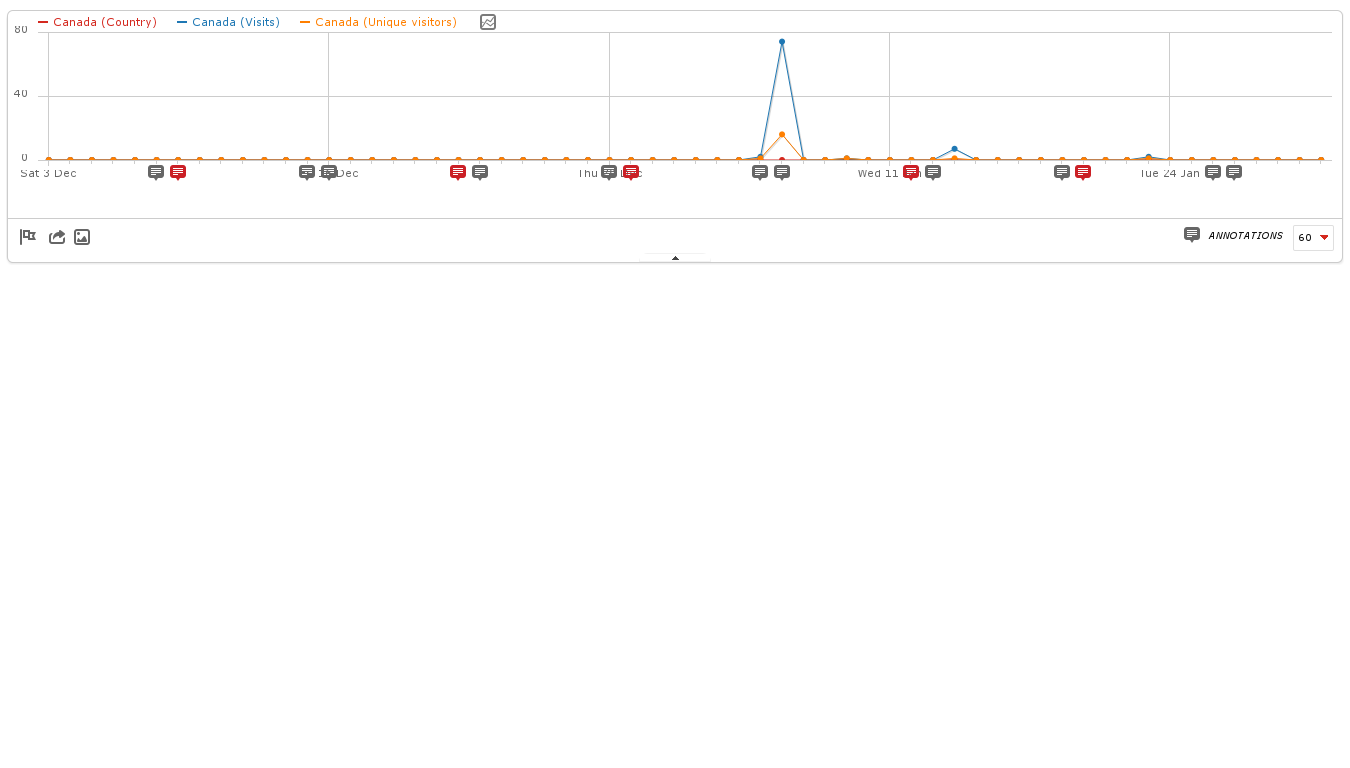 Canada (Country) Canada (Visits) Canada (Unique visitors)
80
40
0
Sat 3 Dec Dec Thu Wed 11 Tue 24 Jan
ANNOTATIONS 60